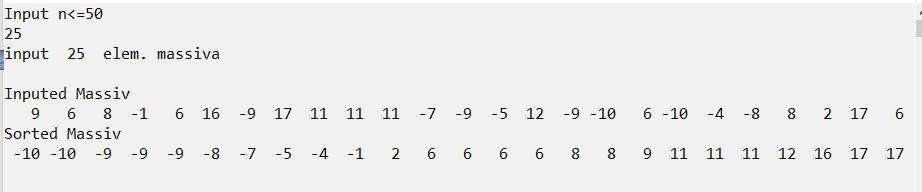 Input n<=50
25
input  25  elem. massiva
Inputed Massiv
9 6 8 -1 6 16 -9 17 11 11 11 -7 -9 -5 12 -9 -10 6 -10 -4 -8 8 2 17 6
Sorted Massiv
-10 -10 -9 -9 -9 -8 -7 -5 -4 -1 2 6 6 6 6 8 8 9 11 11 11 12 16 17 17